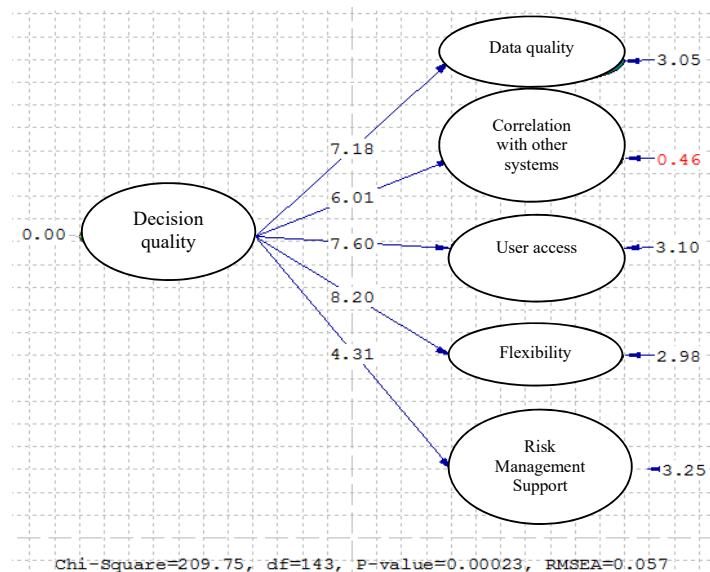 Data quality
3.05
Correlation
with other
systems
7.18
0.46
6.01
Decision
quality
0.00
7.60
User access
3.10
8.20
Flexibility
2.98
4.31
Risk
Management
Support
3.25
Chi-Square=209.75, df=143, P-value=0.00023, RMSEA=0.057